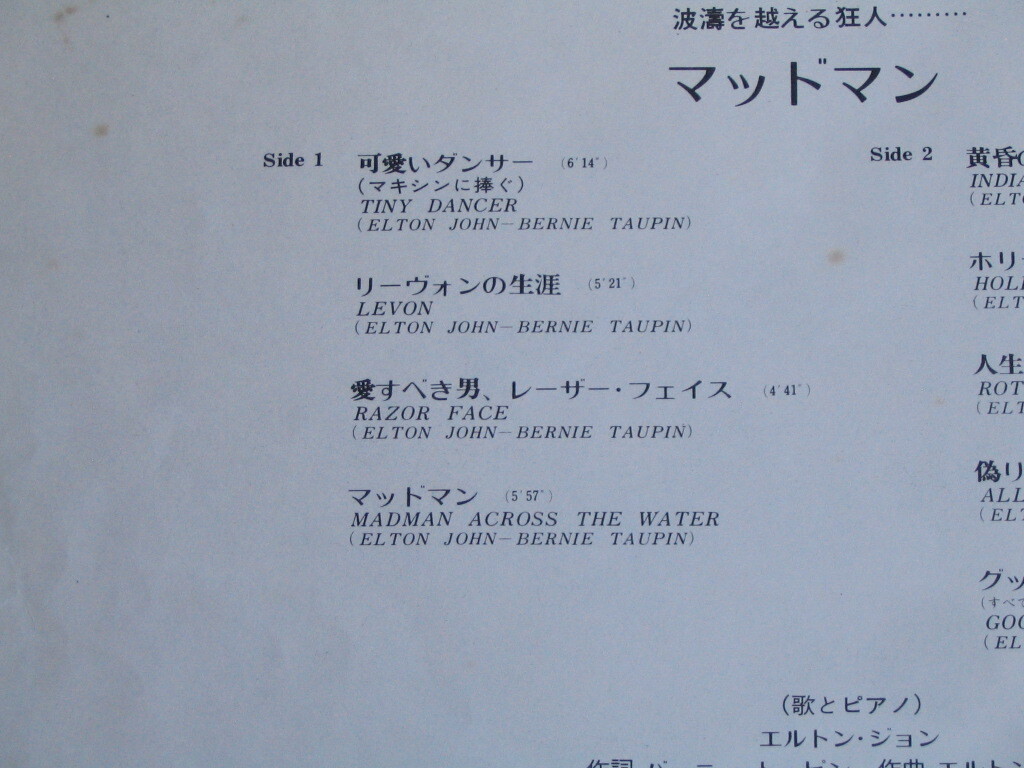 波濤を越える狂人………
マッドマン
Side 1
可愛いダンサー (6'14")
(マキシンに捧ぐ)
TINY DANCER
(ELTON JOHN–BERNIE TAUPIN)
リーヴォンの生涯 (5'21")
LEVON
(ELTON JOHN–BERNIE TAUPIN)
愛すべき男、レーザー・フェイス (4'41")
RAZOR FACE
(ELTON JOHN–BERNIE TAUPIN)
マッドマン (5'57")
MADMAN ACROSS THE WATER
(ELTON JOHN–BERNIE TAUPIN)
Side 2
黄昏
INDIA
(ELT
ホリ
HOL
(ELT
人生
ROT
(ELT
偽り
ALL
(ELT
グッ
(すべ
GOO
(EL
(歌とピアノ)
エルトン・ジョン